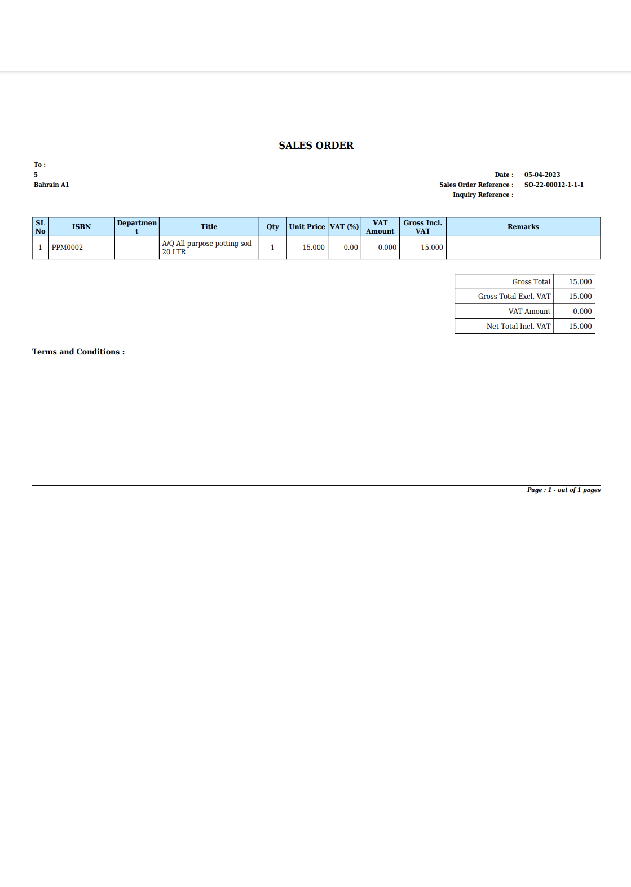 SALES ORDER
To :
5
Bahrain A1
Date : 05-04-2023
Sales Order Reference : SO-22-00012-1-1-1
Inquiry Reference :
SL No ISBN Department Title Qty Unit Price VAT (%) VAT Amount Gross Incl. VAT Remarks
1 PPM0002 A/Q All purpose potting soil 20 LTR 1 15.000 0.00 0.000 15.000
Gross Total 15.000
Gross Total Excl. VAT 15.000
VAT Amount 0.000
Net Total Incl. VAT 15.000
Terms and Conditions :
Page : 1 - out of 1 pages